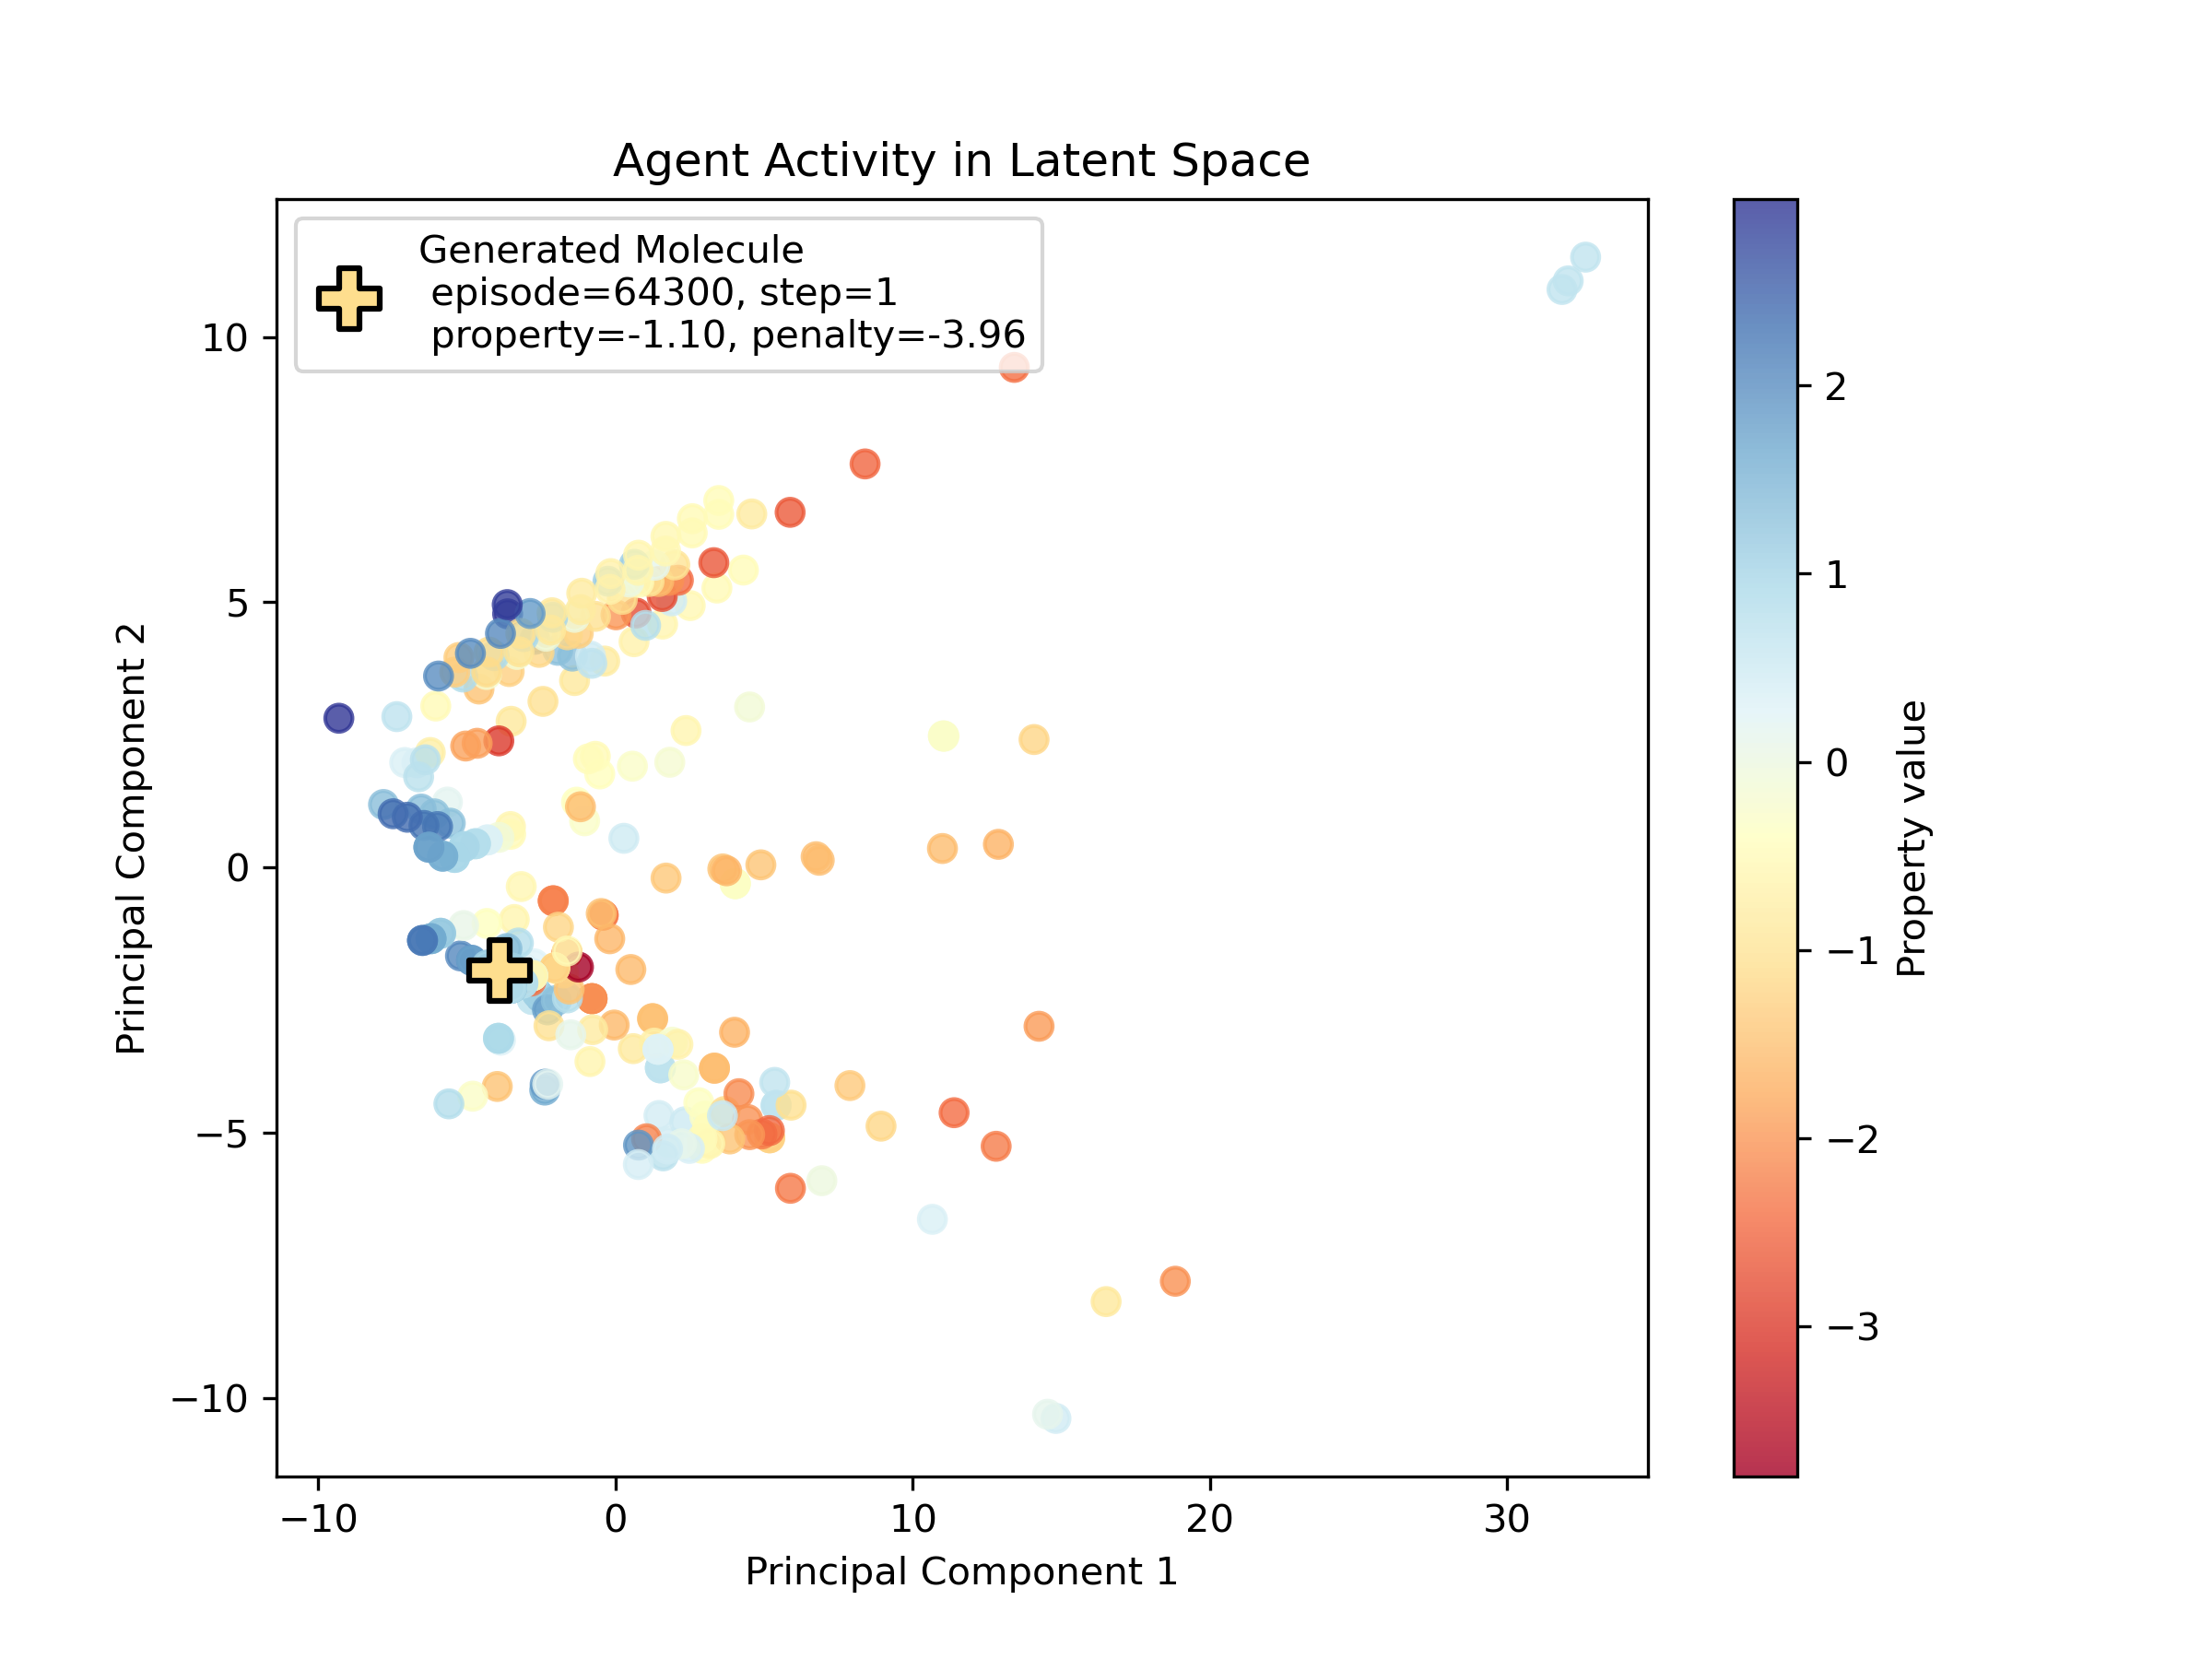 Agent Activity in Latent Space
Generated Molecule
episode=64300, step=1
property=-1.10, penalty=-3.96
Principal Component 2
10
5
0
−5
−10
−10
0
10
20
30
Principal Component 1
2
1
0
−1
−2
−3
Property value